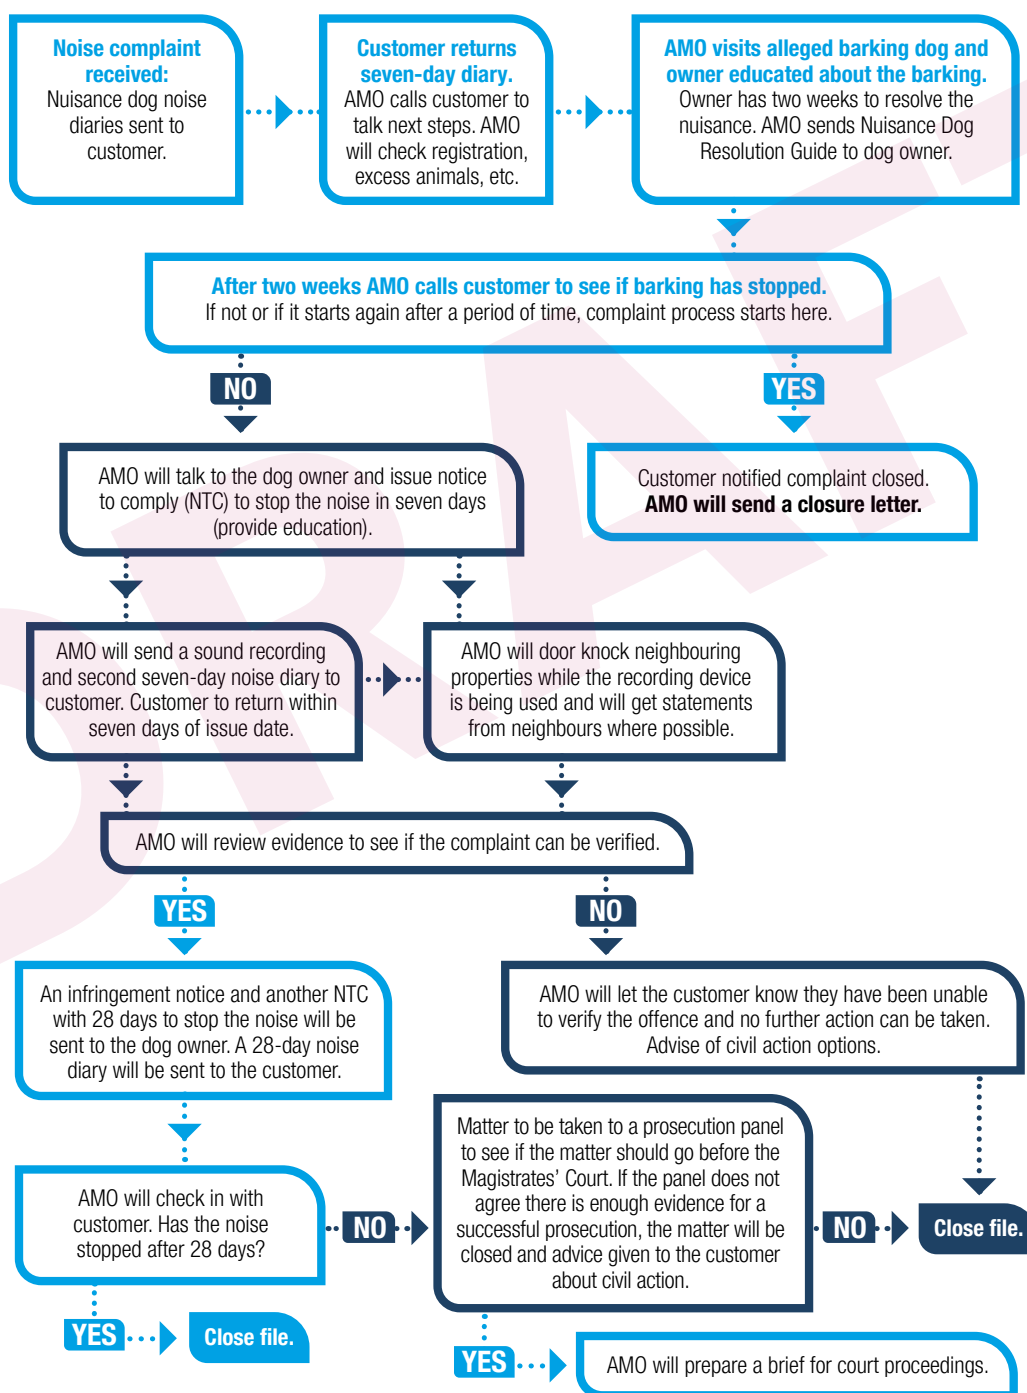 Noise complaint
received:
Nuisance dog noise
diaries sent to
customer.
Customer returns
seven-day diary.
AMO calls customer to
talk next steps. AMO
will check registration,
excess animals, etc.
AMO visits alleged barking dog and
owner educated about the barking.
Owner has two weeks to resolve the
nuisance. AMO sends Nuisance Dog
Resolution Guide to dog owner.
After two weeks AMO calls customer to see if barking has stopped.
If not or if it starts again after a period of time, complaint process starts here.
NO
YES
AMO will talk to the dog owner and issue notice
to comply (NTC) to stop the noise in seven days
(provide education).
Customer notified complaint closed.
AMO will send a closure letter.
AMO will send a sound recording
and second seven-day noise diary to
customer. Customer to return within
seven days of issue date.
AMO will door knock neighbouring
properties while the recording device
is being used and will get statements
from neighbours where possible.
AMO will review evidence to see if the complaint can be verified.
YES
NO
An infringement notice and another NTC
with 28 days to stop the noise will be
sent to the dog owner. A 28-day noise
diary will be sent to the customer.
AMO will let the customer know they have been unable
to verify the offence and no further action can be taken.
Advise of civil action options.
AMO will check in with
customer. Has the noise
stopped after 28 days?
NO
Matter to be taken to a prosecution panel
to see if the matter should go before the
Magistrates' Court. If the panel does not
agree there is enough evidence for a
successful prosecution, the matter will be
closed and advice given to the customer
about civil action.
NO
Close file.
YES
Close file.
YES
AMO will prepare a brief for court proceedings.
DRAFT